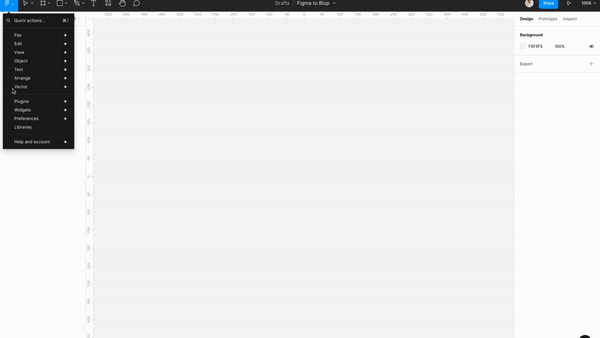 Drafts / Figma to Blup
Share
100%
Quick actions... ⌘/
File
Edit
View
Object
Text
Arrange
Vector
Plugins
Widgets
Preferences
Libraries
Help and account
Design Prototype Inspect
Background
F5F5F5 100%
Export